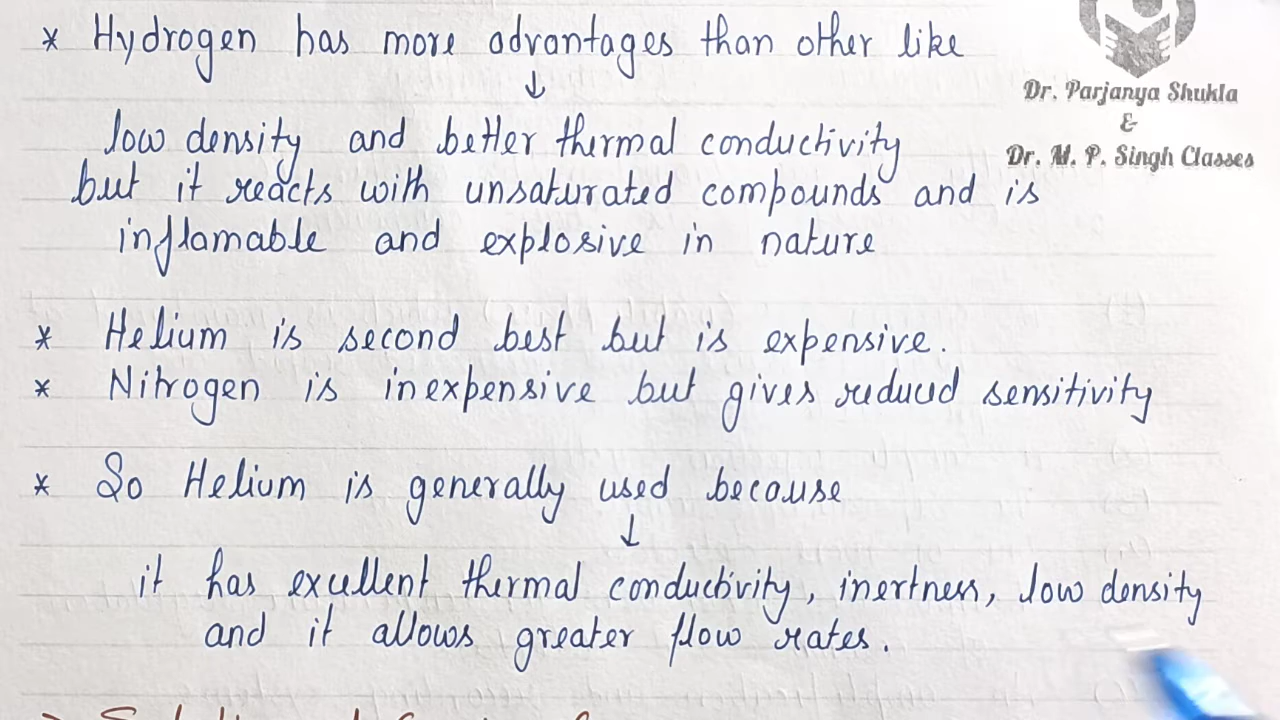 * Hydrogen has more advantages than other like
↓
low density and better thermal conductivity
but it reacts with unsaturated compounds and is
inflamable and explosive in nature
* Helium is second best but is expensive.
* Nitrogen is inexpensive but gives reduced sensitivity
* So Helium is generally used because
↓
it has excellent thermal conductivity, inertness, low density
and it allows greater flow rates.
Dr. Parjanya Shukla
&
Dr. M. P. Singh Classes